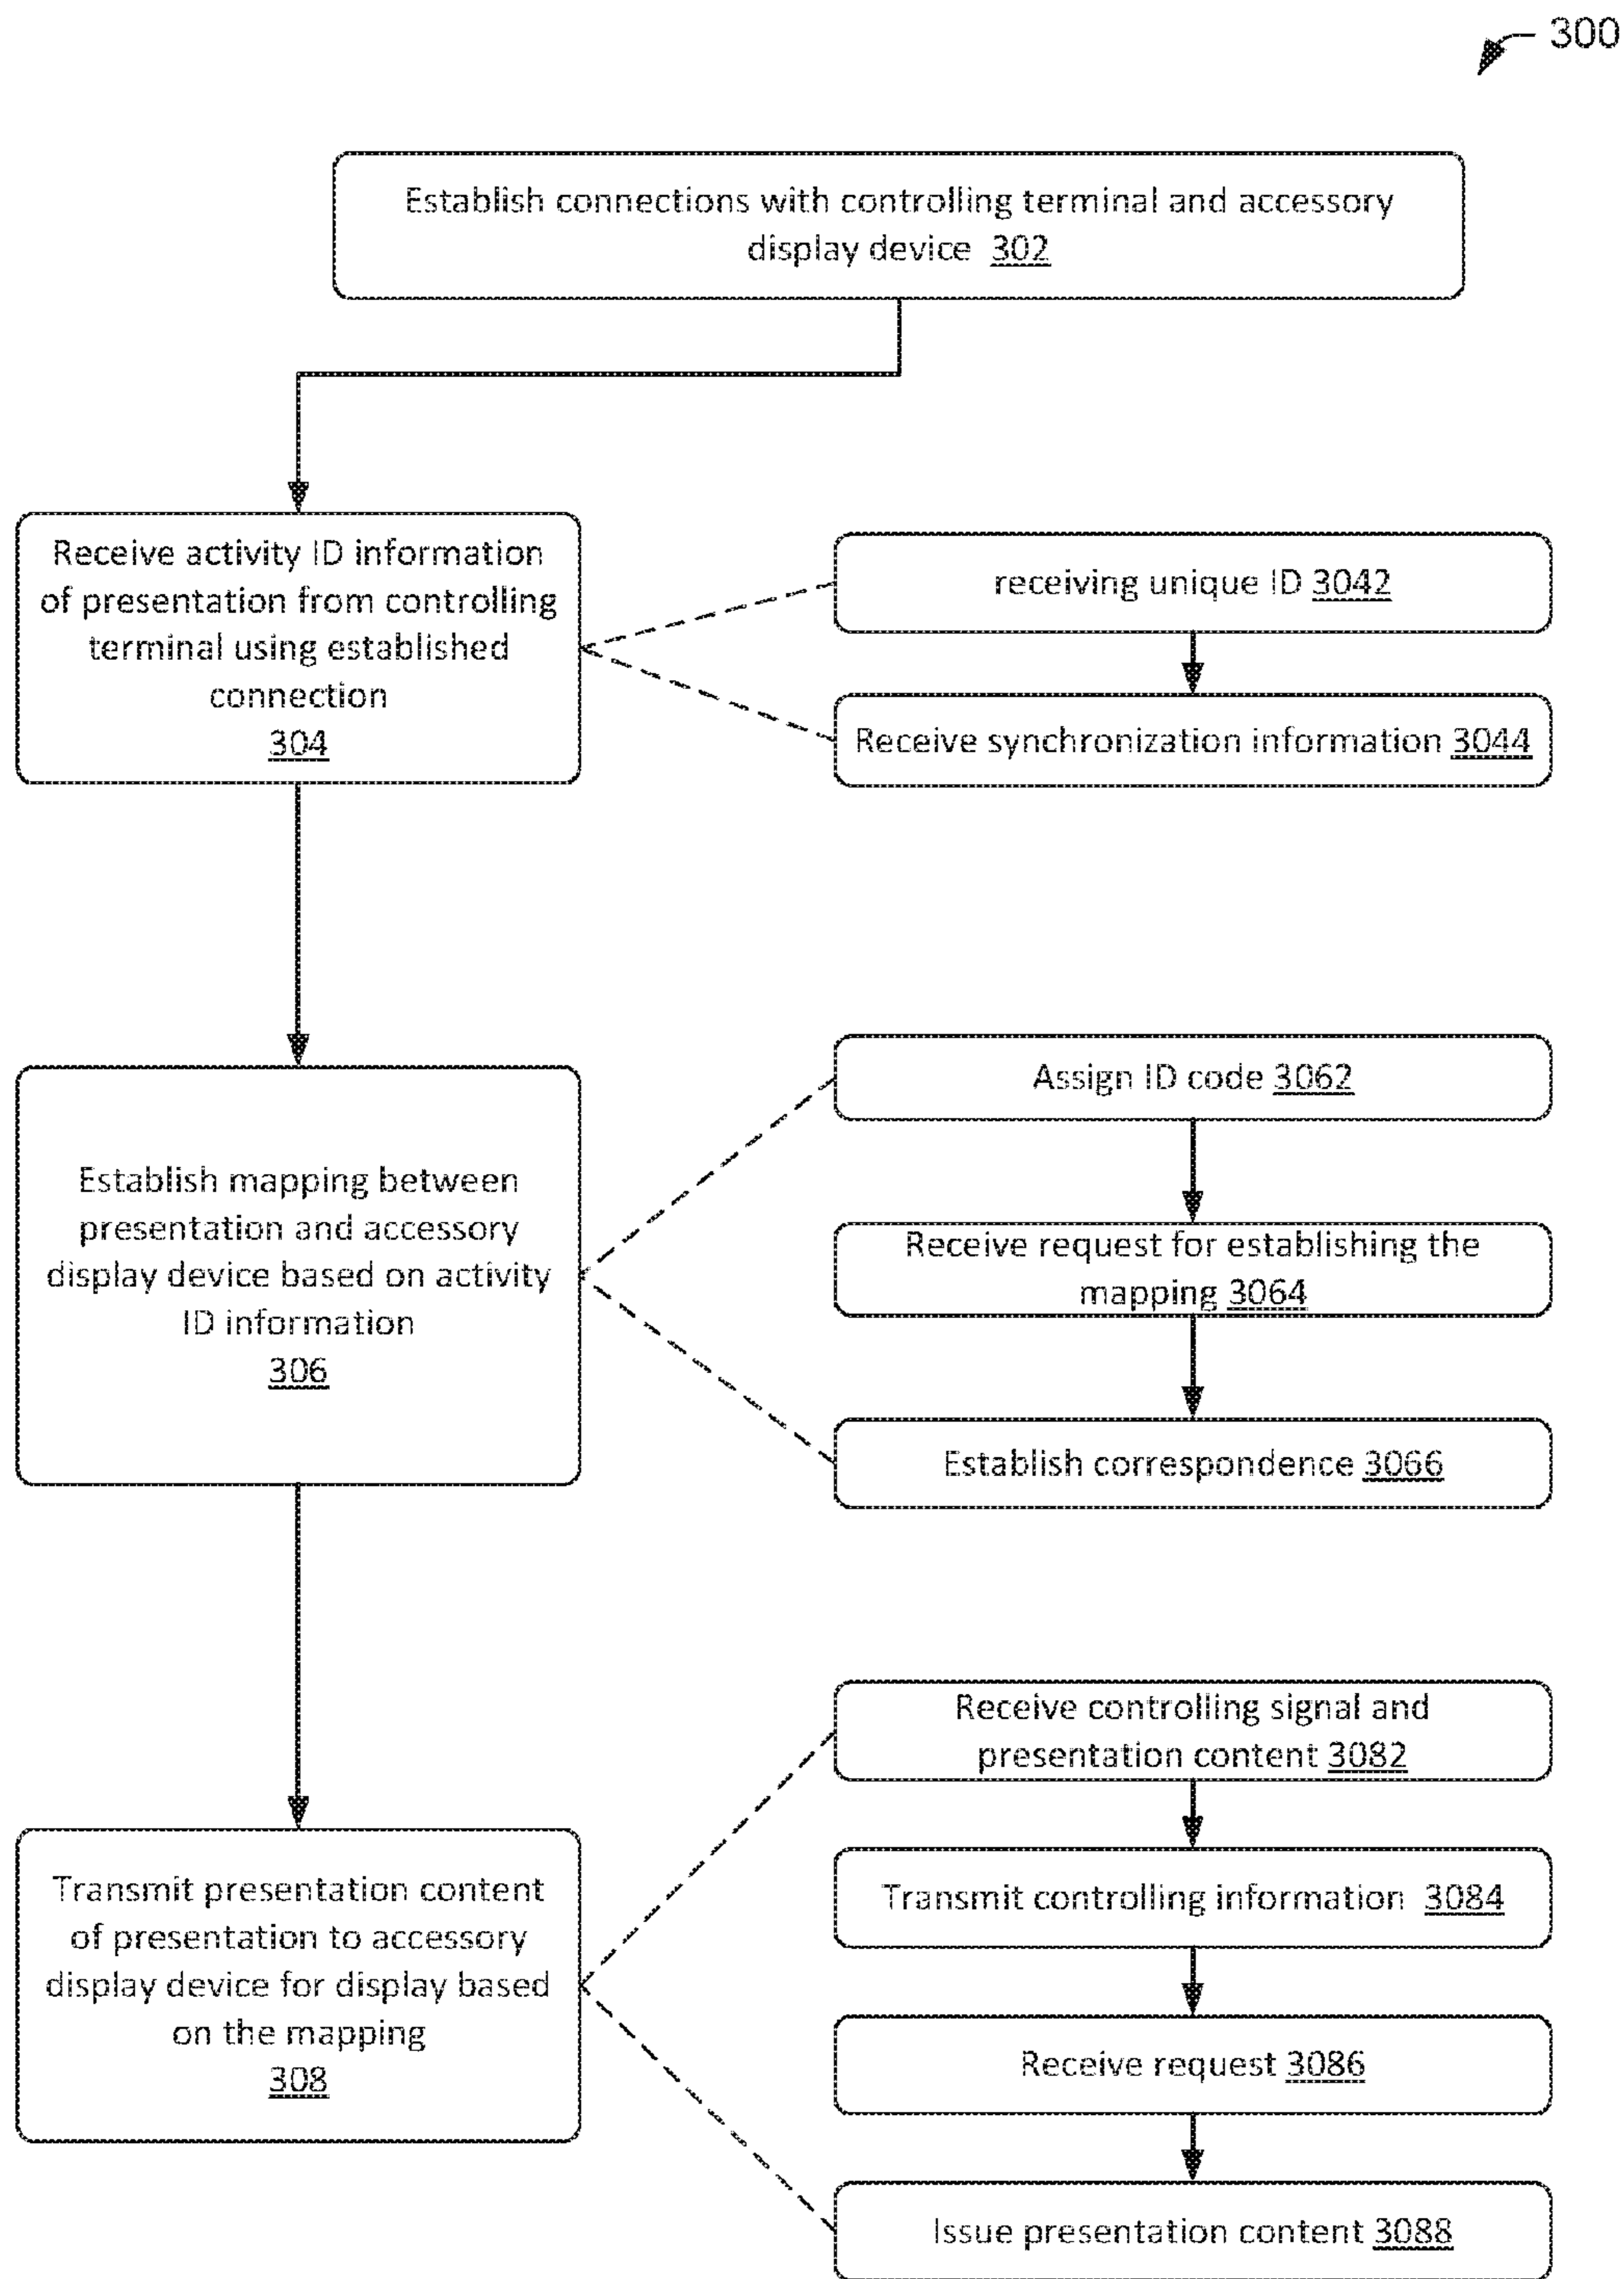 300
Establish connections with controlling terminal and accessory
display device 302
Receive activity ID information
of presentation from controlling
terminal using established
connection
304
receiving unique ID 3042
Receive synchronization information 3044
Establish mapping between
presentation and accessory
display device based on activity
ID information
306
Assign ID code 3062
Receive request for establishing the
mapping 3064
Establish correspondence 3066
Transmit presentation content
of presentation to accessory
display device for display based
on the mapping
308
Receive controlling signal and
presentation content 3082
Transmit controlling information 3084
Receive request 3086
Issue presentation content 3088